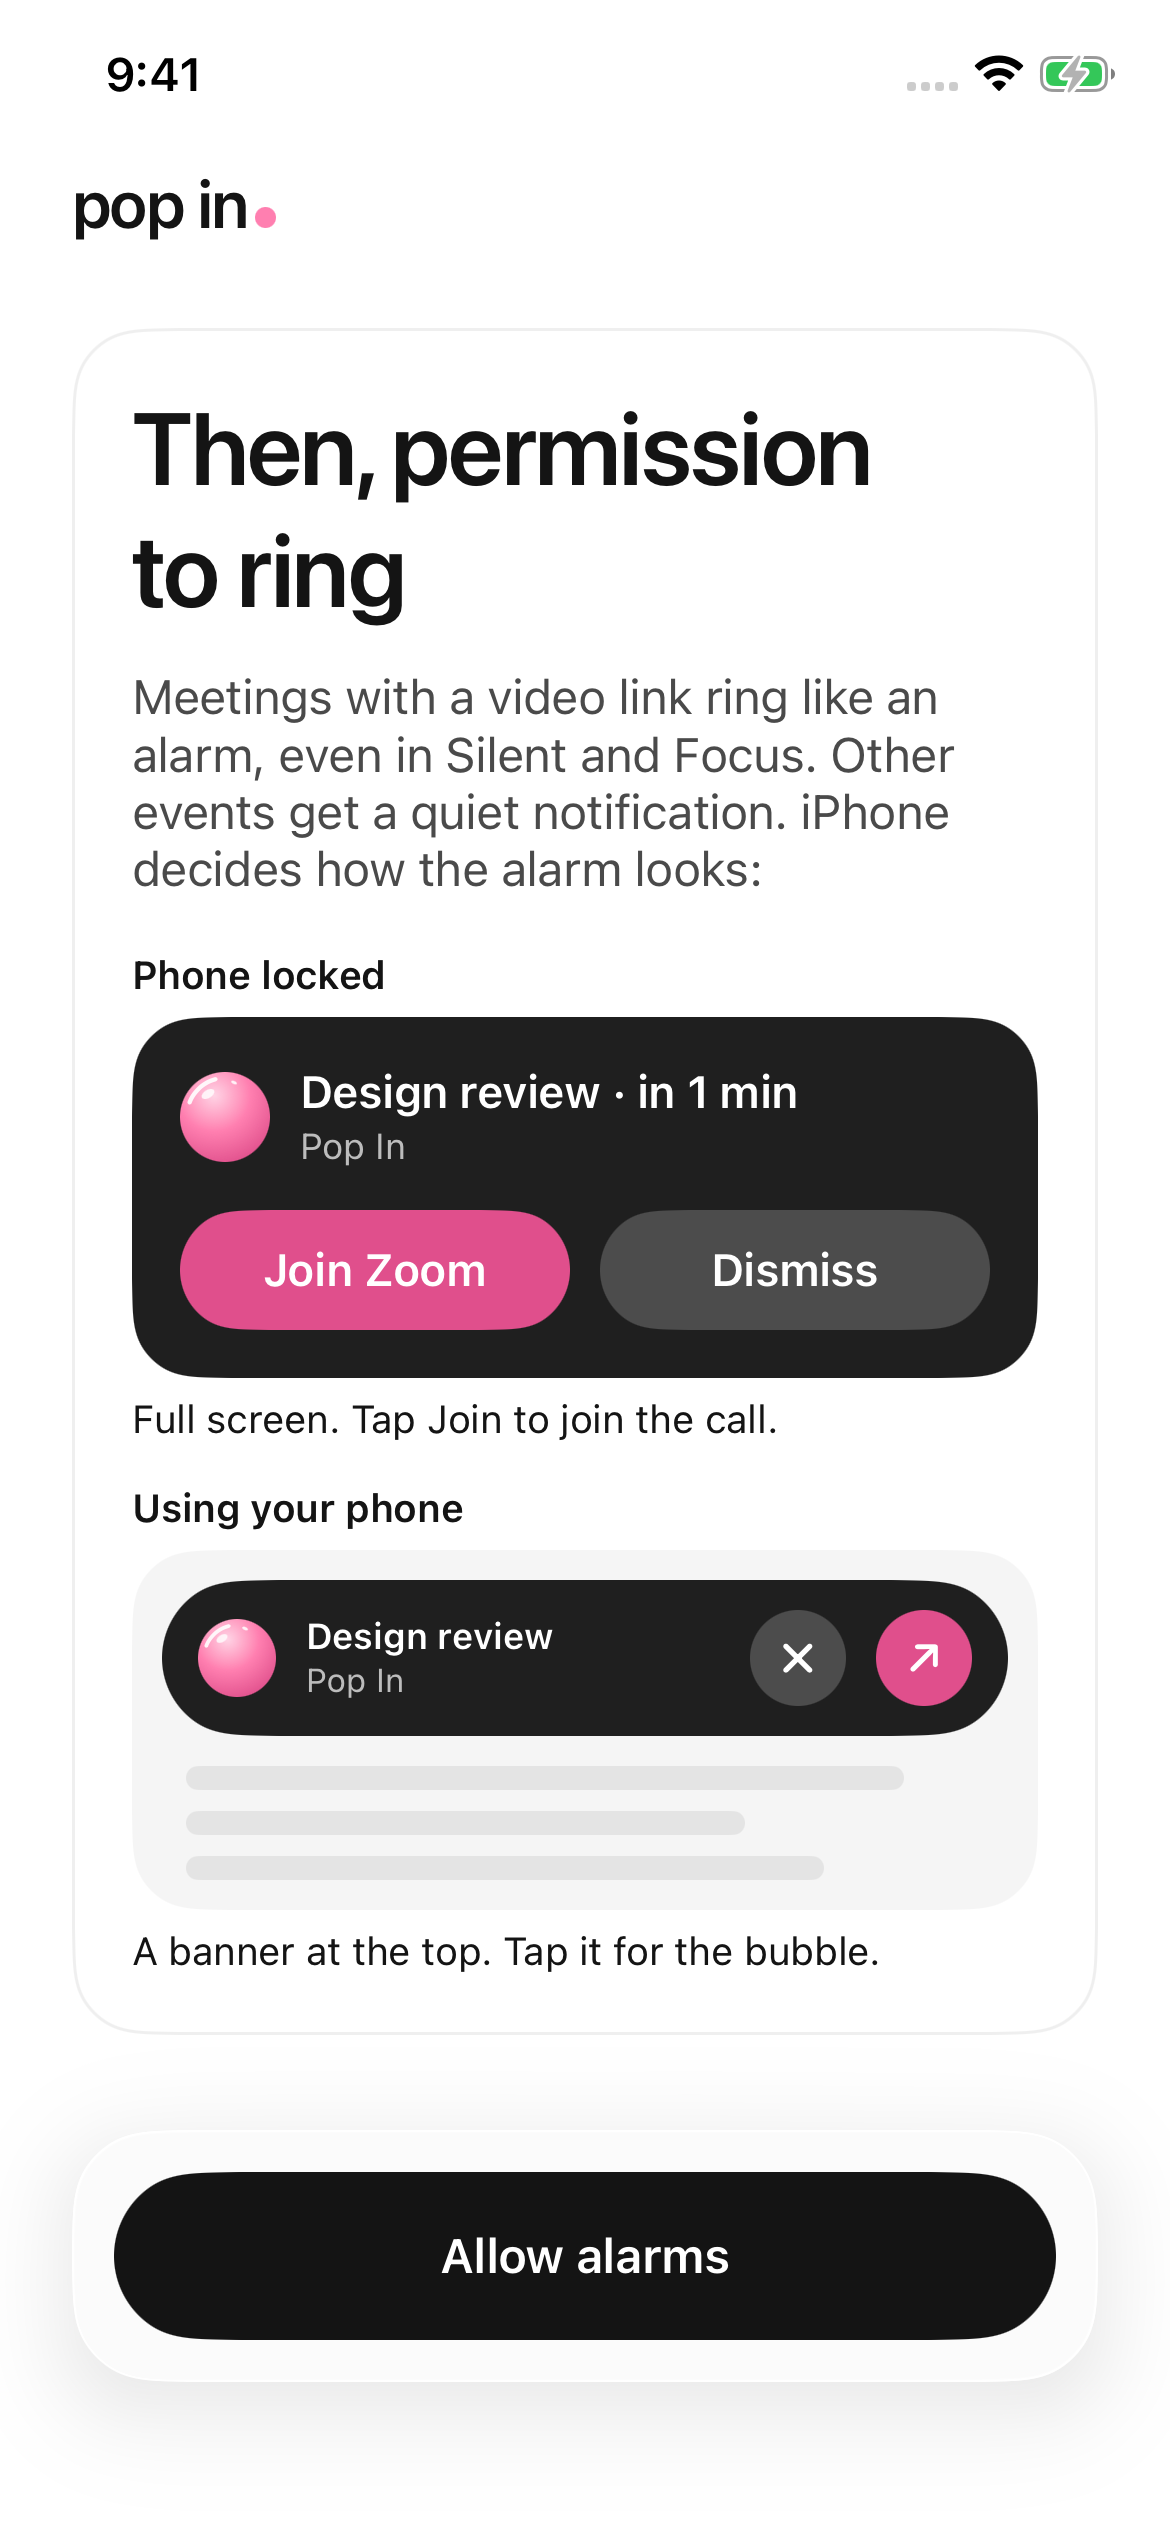 9:41
pop in
Then, permission
to ring
Meetings with a video link ring like an
alarm, even in Silent and Focus. Other
events get a quiet notification. iPhone
decides how the alarm looks:
Phone locked
Design review · in 1 min
Pop In
Join Zoom
Dismiss
Full screen. Tap Join to join the call.
Using your phone
Design review
Pop In
A banner at the top. Tap it for the bubble.
Allow alarms